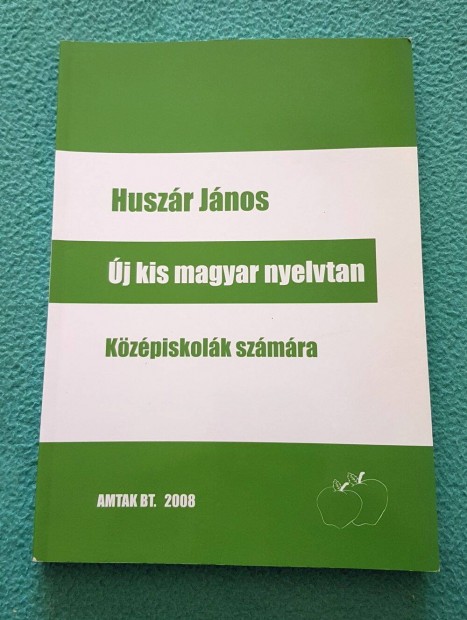 Huszár János
Új kis magyar nyelvtan
Középiskolák számára
AMTAK BT. 2008